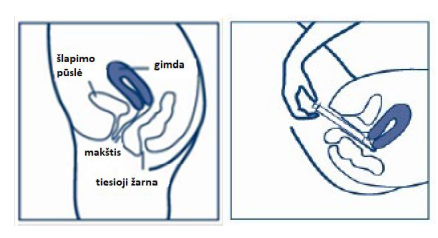 šlapimo
pūslė
gimda
makštis
tiesioji žarna